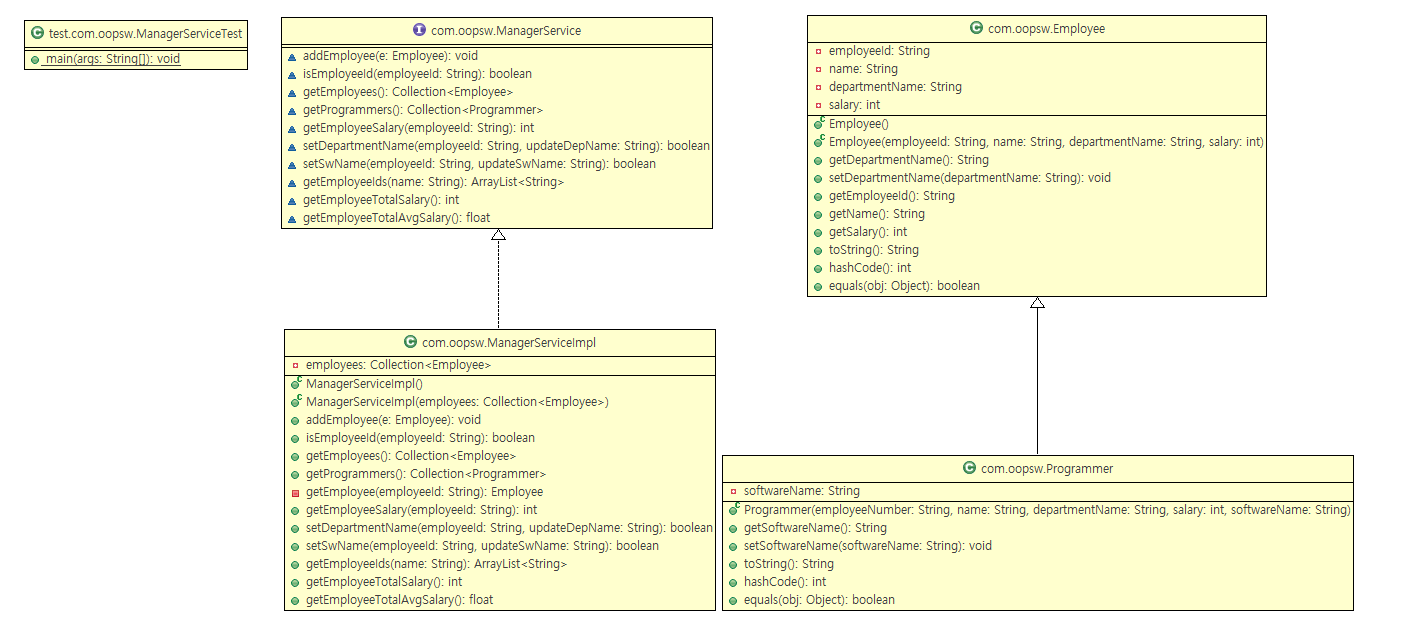 test.com.oopsw.ManagerServiceTest
main(args: String[]): void
com.oopsw.ManagerService
addEmployee(e: Employee): void
isEmployeeId(employeeId: String): boolean
getEmployees(): Collection<Employee>
getProgrammers(): Collection<Programmer>
getEmployeeSalary(employeeId: String): int
setDepartmentName(employeeId: String, updateDepName: String): boolean
setSwName(employeeId: String, updateSwName: String): boolean
getEmployeeIds(name: String): ArrayList<String>
getEmployeeTotalSalary(): int
getEmployeeTotalAvgSalary(): float
com.oopsw.Employee
employeeId: String
name: String
departmentName: String
salary: int
Employee()
Employee(employeeId: String, name: String, departmentName: String, salary: int)
getDepartmentName(): String
setDepartmentName(departmentName: String): void
getEmployeeId(): String
getName(): String
getSalary(): int
toString(): String
hashCode(): int
equals(obj: Object): boolean
com.oopsw.ManagerServiceImpl
employees: Collection<Employee>
ManagerServiceImpl()
ManagerServiceImpl(employees: Collection<Employee>)
addEmployee(e: Employee): void
isEmployeeId(employeeId: String): boolean
getEmployees(): Collection<Employee>
getProgrammers(): Collection<Programmer>
getEmployee(employeeId: String): Employee
getEmployeeSalary(employeeId: String): int
setDepartmentName(employeeId: String, updateDepName: String): boolean
setSwName(employeeId: String, updateSwName: String): boolean
getEmployeeIds(name: String): ArrayList<String>
getEmployeeTotalSalary(): int
getEmployeeTotalAvgSalary(): float
com.oopsw.Programmer
softwareName: String
Programmer(employeeNumber: String, name: String, departmentName: String, salary: int, softwareName: String)
getSoftwareName(): String
setSoftwareName(softwareName: String): void
toString(): String
hashCode(): int
equals(obj: Object): boolean